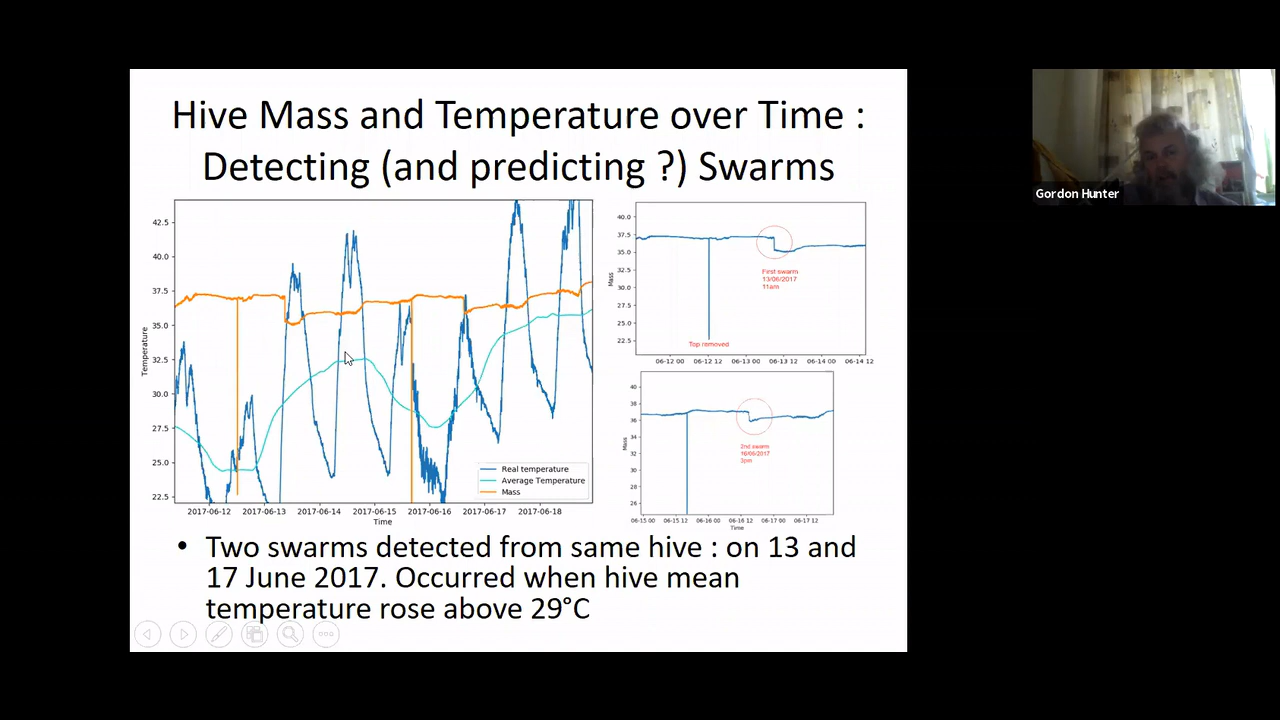 Hive Mass and Temperature over Time :
Detecting (and predicting ?) Swarms
42.5
40.0
37.5
35.0
32.5
30.0
27.5
25.0
22.5
Temperature
Real temperature
Average Temperature
Mass
2017-06-12 2017-06-13 2017-06-14 2017-06-15 2017-06-16 2017-06-17 2017-06-18
Time
40.0
37.5
35.0
32.5
30.0
27.5
25.0
22.5
Mass
First swarm
13/06/2017
11am
Top removed
06-12 00 06-12 12 06-13 00 06-13 12 06-14 00 06-14 12
40
38
36
34
32
30
28
26
Mass
2nd swarm
16/06/2017
3pm
06-15 00 06-15 12 06-16 00 06-16 12 06-17 00 06-17 12
Time
• Two swarms detected from same hive : on 13 and
17 June 2017. Occurred when hive mean
temperature rose above 29°C
Gordon Hunter